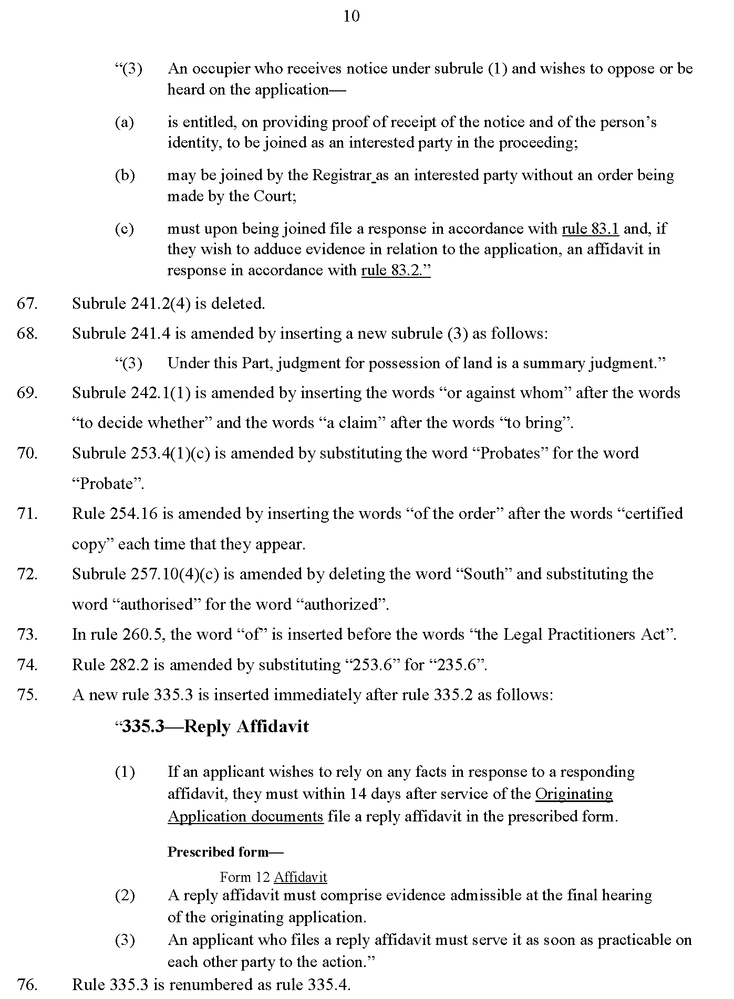 10
“(3) An occupier who receives notice under subrule (1) and wishes to oppose or be
heard on the application—
(a) is entitled, on providing proof of receipt of the notice and of the person’s
identity, to be joined as an interested party in the proceeding;
(b) may be joined by the Registrar as an interested party without an order being
made by the Court;
(c) must upon being joined file a response in accordance with rule 83.1 and, if
they wish to adduce evidence in relation to the application, an affidavit in
response in accordance with rule 83.2.”
67. Subrule 241.2(4) is deleted.
68. Subrule 241.4 is amended by inserting a new subrule (3) as follows:
“(3) Under this Part, judgment for possession of land is a summary judgment.”
69. Subrule 242.1(1) is amended by inserting the words “or against whom” after the words
“to decide whether” and the words “a claim” after the words “to bring”.
70. Subrule 253.4(1)(c) is amended by substituting the word “Probates” for the word
“Probate”.
71. Rule 254.16 is amended by inserting the words “of the order” after the words “certified
copy” each time that they appear.
72. Subrule 257.10(4)(c) is amended by deleting the word “South” and substituting the
word “authorised” for the word “authorized”.
73. In rule 260.5, the word “of” is inserted before the words “the Legal Practitioners Act”.
74. Rule 282.2 is amended by substituting “253.6” for “235.6”.
75. A new rule 335.3 is inserted immediately after rule 335.2 as follows:
“335.3—Reply Affidavit
(1) If an applicant wishes to rely on any facts in response to a responding
affidavit, they must within 14 days after service of the Originating
Application documents file a reply affidavit in the prescribed form.
Prescribed form—
Form 12 Affidavit
(2) A reply affidavit must comprise evidence admissible at the final hearing
of the originating application.
(3) An applicant who files a reply affidavit must serve it as soon as practicable on
each other party to the action.”
76. Rule 335.3 is renumbered as rule 335.4.